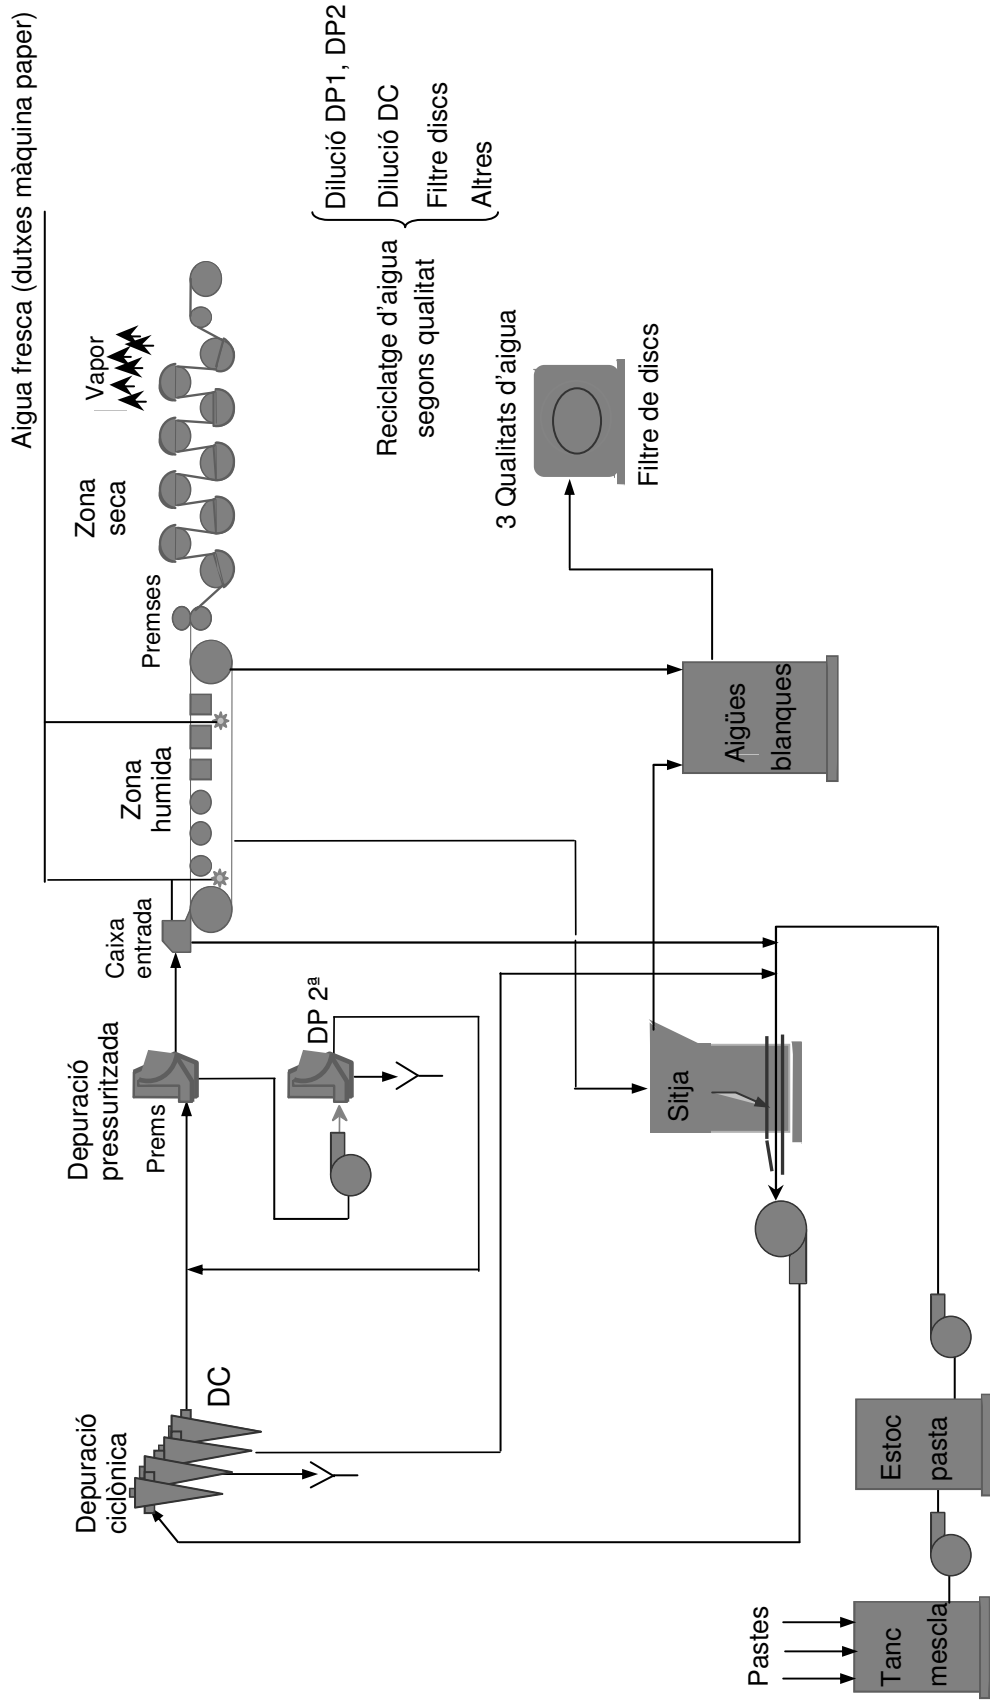 Aigua fresca (dutxes màquina paper)
Vapor
Zona
seca
Premses
Zona
humida
Caixa
entrada
Depuració
pressuritzada
Prems
DP 2ª
Depuració
ciclònica
DC
Dilució DP1, DP2
Dilució DC
Filtre discs
Altres
Reciclatge d’aigua
segons qualitat
3 Qualitats d’aigua
Filtre de discs
Aigües
blanques
Sitja
Estoc
pasta
Pastes
Tanc
mescla